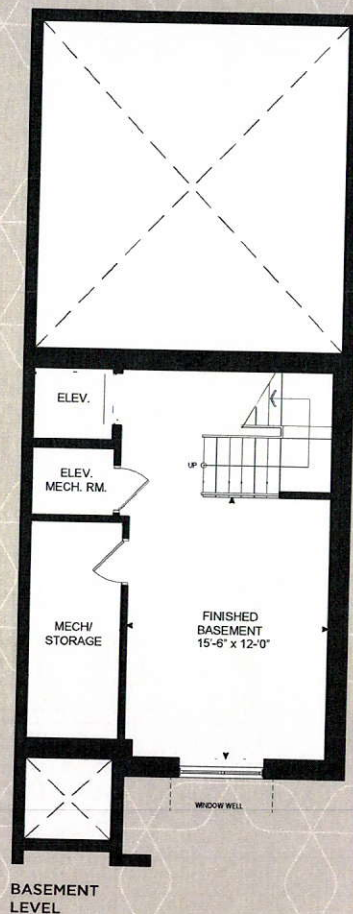 ELEV.
UP
ELEV.
MECH. RM.
MECH/
STORAGE
FINISHED
BASEMENT
15'-6" x 12'-0"
WINDOW WELL
BASEMENT
LEVEL